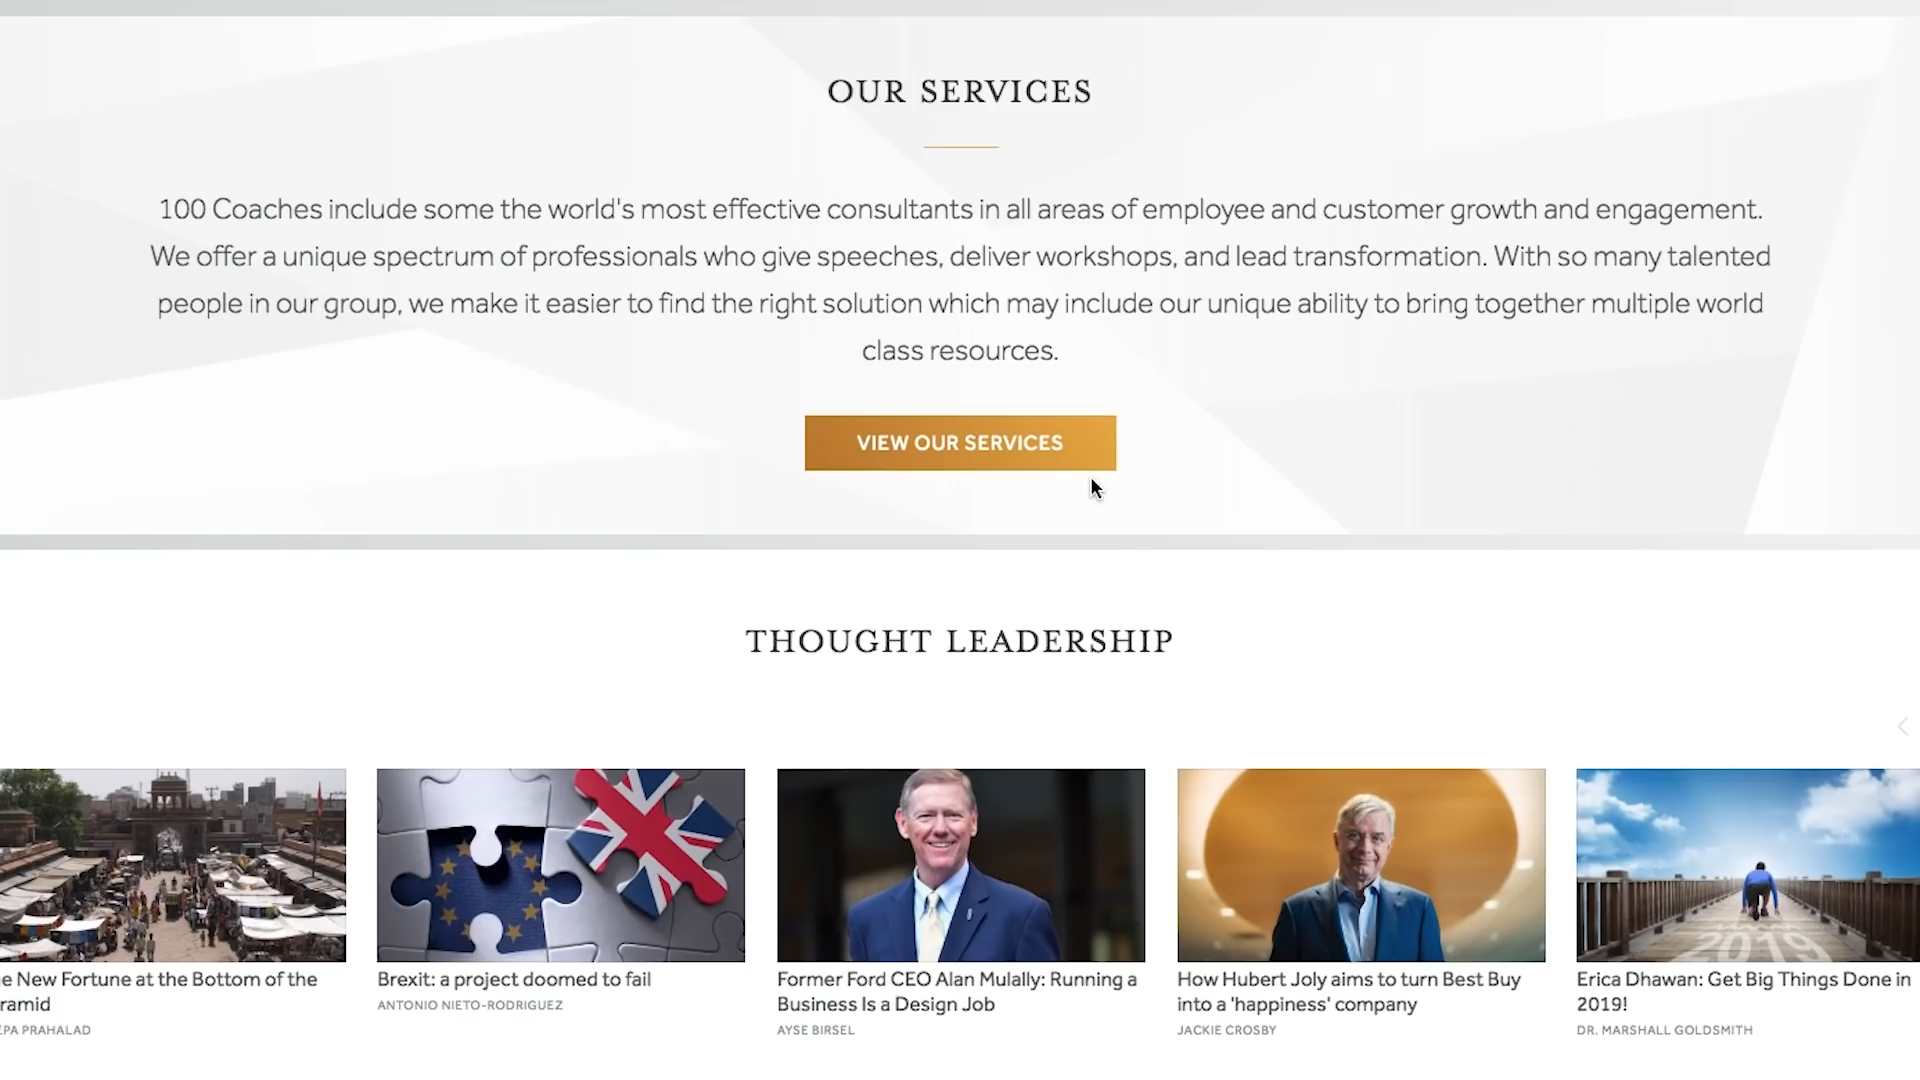 OUR SERVICES
100 Coaches include some the world's most effective consultants in all areas of employee and customer growth and engagement.
We offer a unique spectrum of professionals who give speeches, deliver workshops, and lead transformation. With so many talented
people in our group, we make it easier to find the right solution which may include our unique ability to bring together multiple world
class resources.
VIEW OUR SERVICES
THOUGHT LEADERSHIP
2019
e New Fortune at the Bottom of the
ramid
EPA PRAHALAD
Brexit: a project doomed to fail
ANTONIO NIETO-RODRIGUEZ
Former Ford CEO Alan Mulally: Running a
Business Is a Design Job
AYSE BIRSEL
How Hubert Joly aims to turn Best Buy
into a 'happiness' company
JACKIE CROSBY
Erica Dhawan: Get Big Things Done in
2019!
DR. MARSHALL GOLDSMITH